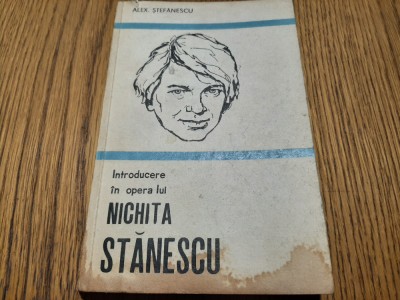 ALEX. ŞTEFĂNESCU
Introducere
în opera lui
NICHITA
STĂNESCU